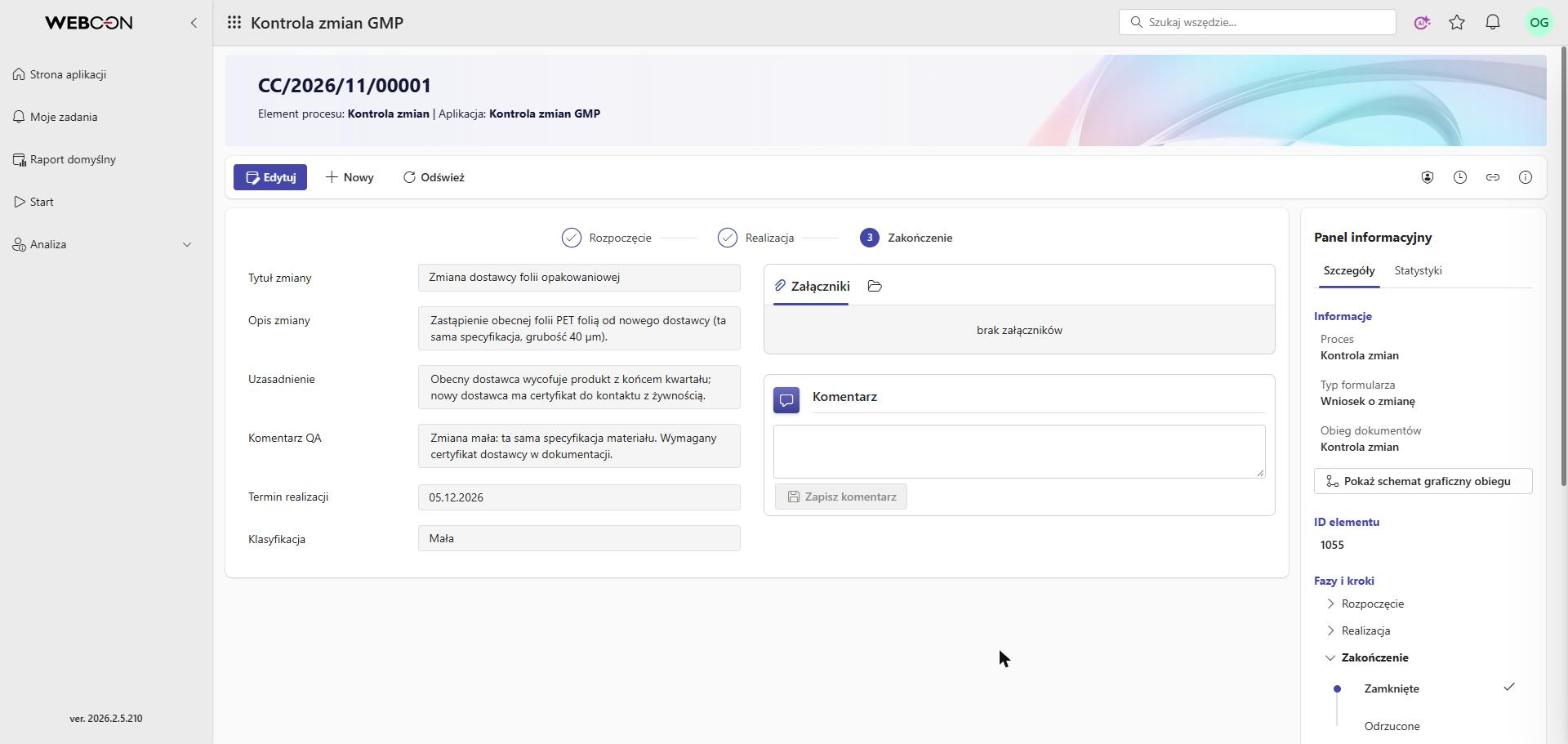 WEBCON
Kontrola zmian GMP
Szukaj wszędzie...
OG
Strona aplikacji
Moje zadania
Raport domyślny
Start
Analiza
ver. 2026.2.5.210
CC/2026/11/00001
Element procesu: Kontrola zmian | Aplikacja: Kontrola zmian GMP
Edytuj
Nowy
Odśwież
Rozpoczęcie
Realizacja
3 Zakończenie
Tytuł zmiany
Zmiana dostawcy folii opakowaniowej
Opis zmiany
Zastąpienie obecnej folii PET folią od nowego dostawcy (ta
sama specyfikacja, grubość 40 µm).
Uzasadnienie
Obecny dostawca wycofuje produkt z końcem kwartału;
nowy dostawca ma certyfikat do kontaktu z żywnością.
Komentarz QA
Zmiana mała: ta sama specyfikacja materiału. Wymagany
certyfikat dostawcy w dokumentacji.
Termin realizacji
05.12.2026
Klasyfikacja
Mała
Załączniki
brak załączników
Komentarz
Zapisz komentarz
Panel informacyjny
Szczegóły
Statystyki
Informacje
Proces
Kontrola zmian
Typ formularza
Wniosek o zmianę
Obieg dokumentów
Kontrola zmian
Pokaż schemat graficzny obiegu
ID elementu
1055
Fazy i kroki
Rozpoczęcie
Realizacja
Zakończenie
Zamknięte
Odrzucone